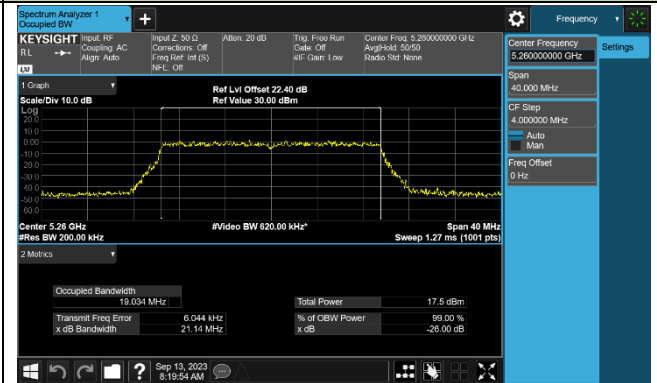 Spectrum Analyzer 1
Occupied BW
Frequency
KEYSIGHT
RL
LXI
Input: RF
Coupling: AC
Align: Auto
Input Z: 50 Ω
Corrections: Off
Freq Ref: Int (S)
NFE: Off
Atten: 20 dB
Trig: Free Run
Gate: Off
#IF Gain: Low
Center Freq: 5.260000000 GHz
Avg|Hold: 50/50
Radio Std: None
Center Frequency
5.260000000 GHz
Settings
Span
40.000 MHz
CF Step
4.000000 MHz
Auto
Man
Freq Offset
0 Hz
1 Graph
Scale/Div 10.0 dB
Ref Lvl Offset 22.40 dB
Ref Value 30.00 dBm
Log
20.0
10.0
0.00
-10.0
-20.0
-30.0
-40.0
-50.0
-60.0
Center 5.26 GHz
#Video BW 620.00 kHz*
Span 40 MHz
#Res BW 200.00 kHz
Sweep 1.27 ms (1001 pts)
2 Metrics
Occupied Bandwidth
19.034 MHz
Total Power
17.5 dBm
Transmit Freq Error
6.044 kHz
% of OBW Power
99.00 %
x dB Bandwidth
21.14 MHz
x dB
-26.00 dB
?
Sep 13, 2023
8:19:54 AM